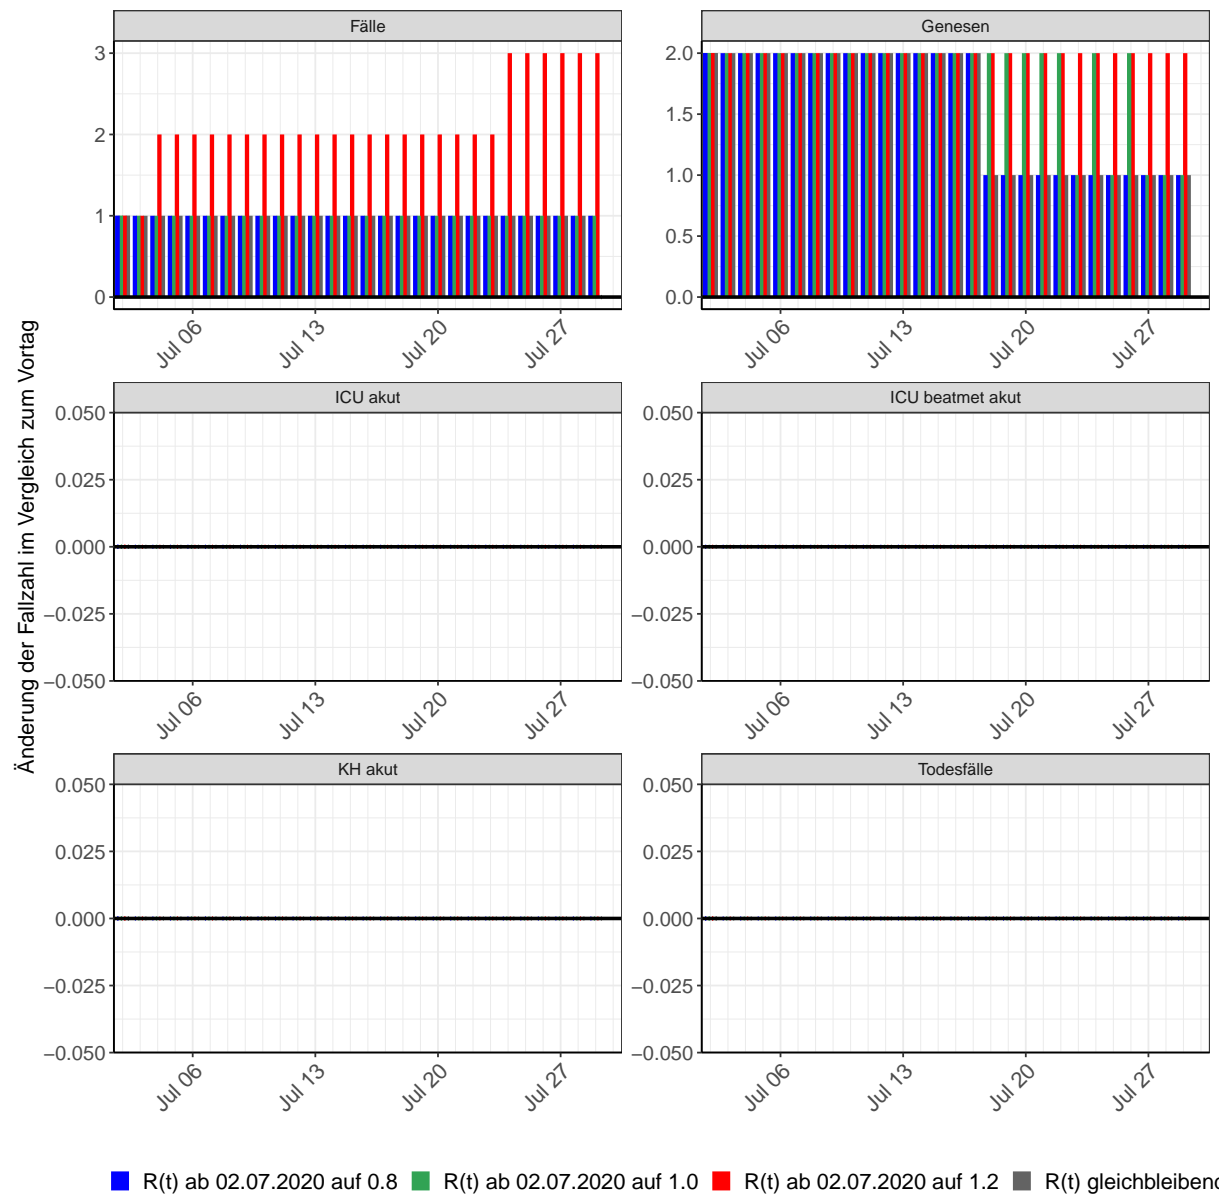 Fälle
Genesen
3
2
1
0
2.0
1.5
1.0
0.5
0.0
Jul 06
Jul 13
Jul 20
Jul 27
Jul 06
Jul 13
Jul 20
Jul 27
Änderung der Fallzahl im Vergleich zum Vortag
ICU akut
ICU beatmet akut
0.050
0.025
0.000
−0.025
−0.050
0.050
0.025
0.000
−0.025
−0.050
Jul 06
Jul 13
Jul 20
Jul 27
Jul 06
Jul 13
Jul 20
Jul 27
KH akut
Todesfälle
0.050
0.025
0.000
−0.025
−0.050
0.050
0.025
0.000
−0.025
−0.050
Jul 06
Jul 13
Jul 20
Jul 27
Jul 06
Jul 13
Jul 20
Jul 27
R(t) ab 02.07.2020 auf 0.8
R(t) ab 02.07.2020 auf 1.0
R(t) ab 02.07.2020 auf 1.2
R(t) gleichbleibend